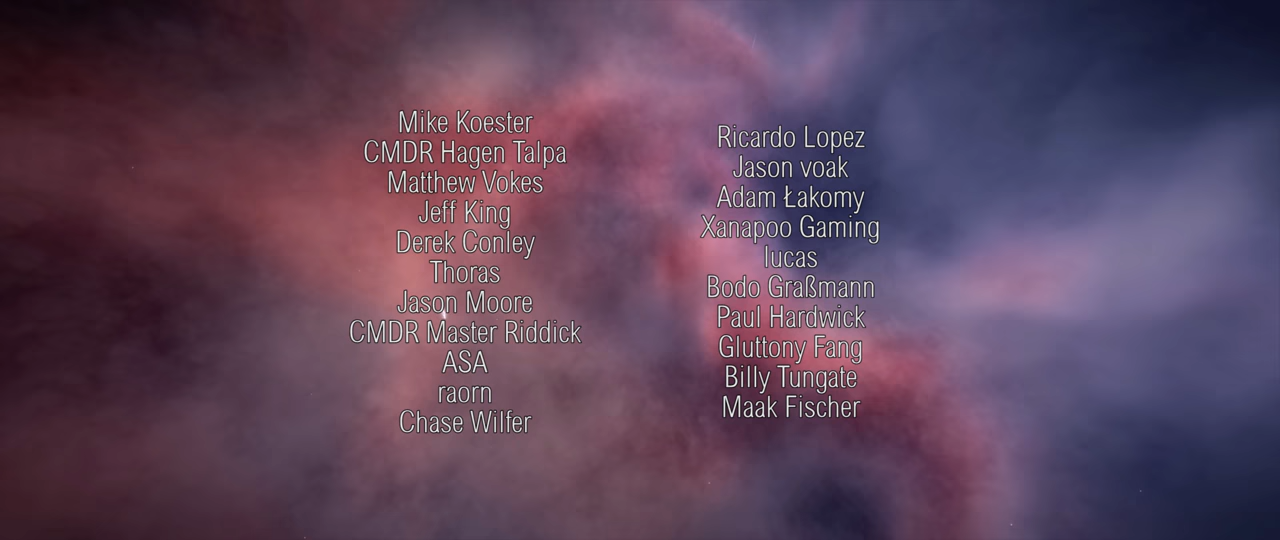 Mike Koester
CMDR Hagen Talpa
Matthew Vokes
Jeff King
Derek Conley
Thoras
Jason Moore
CMDR Master Riddick
ASA
raorn
Chase Wilfer
Ricardo Lopez
Jason voak
Adam Łakomy
Xanapoo Gaming
lucas
Bodo Graßmann
Paul Hardwick
Gluttony Fang
Billy Tungate
Maak Fischer